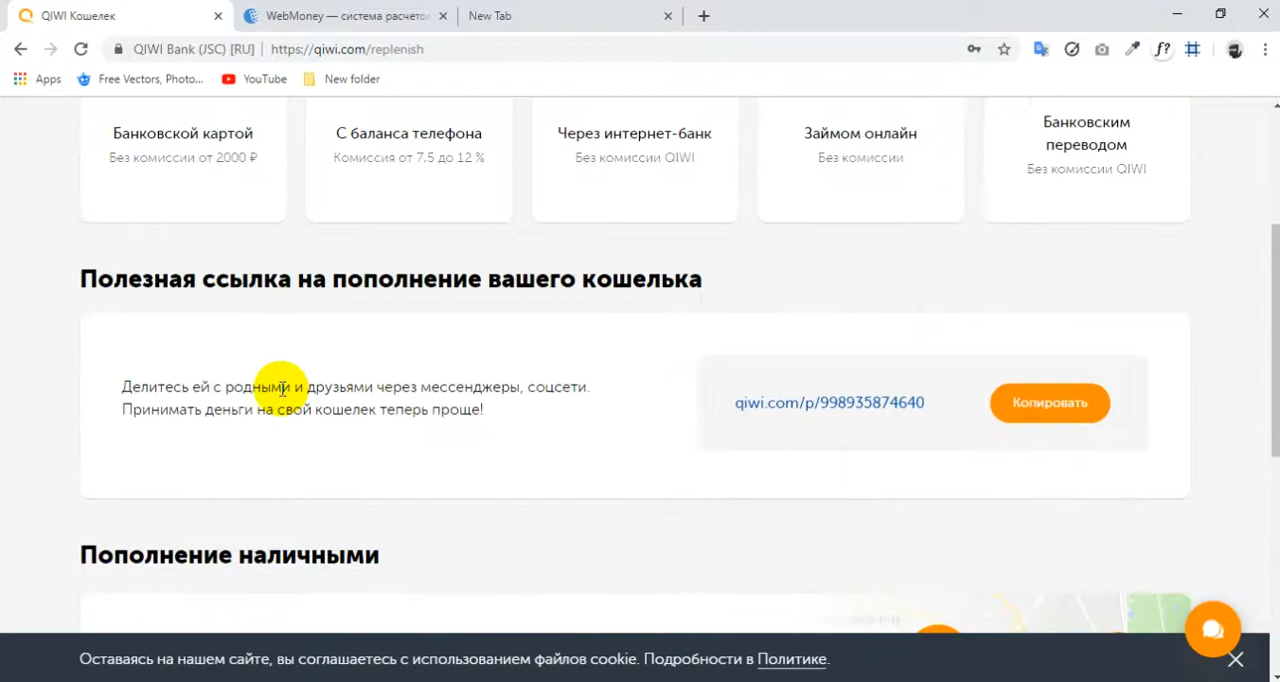 QIWI Кошелек
WebMoney — система расчето
New Tab
QIWI Bank (JSC) [RU]
https://qiwi.com/replenish
Apps
Free Vectors, Photo...
YouTube
New folder
Банковской картой
Без комиссии от 2000 ₽
С баланса телефона
Комиссия от 7,5 до 12 %
Через интернет-банк
Без комиссии QIWI
Займом онлайн
Без комиссии
Банковским
переводом
Без комиссии QIWI
Полезная ссылка на пополнение вашего кошелька
Делитесь ей с родными и друзьями через мессенджеры, соцсети.
Принимать деньги на свой кошелек теперь проще!
qiwi.com/p/998935874640
Копировать
Пополнение наличными
Оставаясь на нашем сайте, вы соглашаетесь с использованием файлов cookie. Подробности в Политике.